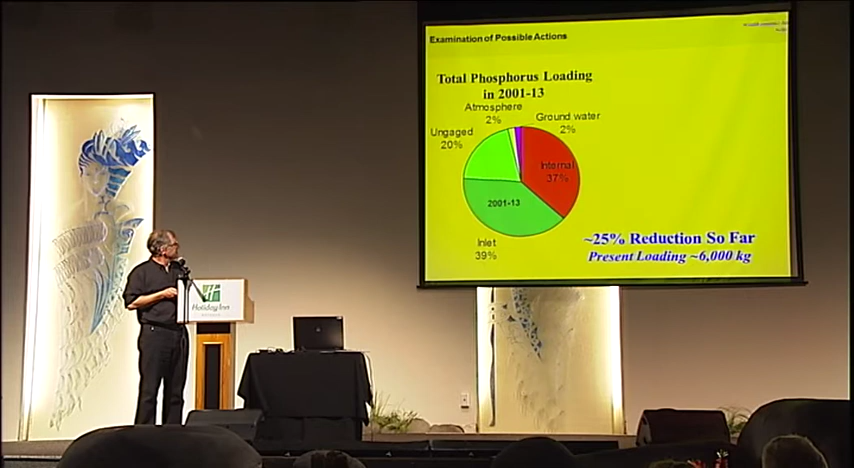 Examination of Possible Actions
Total Phosphorus Loading
in 2001-13
Atmosphere
2%
Ground water
2%
Ungaged
20%
Internal
37%
2001-13
Inlet
39%
~25% Reduction So Far
Present Loading ~6,000 kg
Holiday Inn